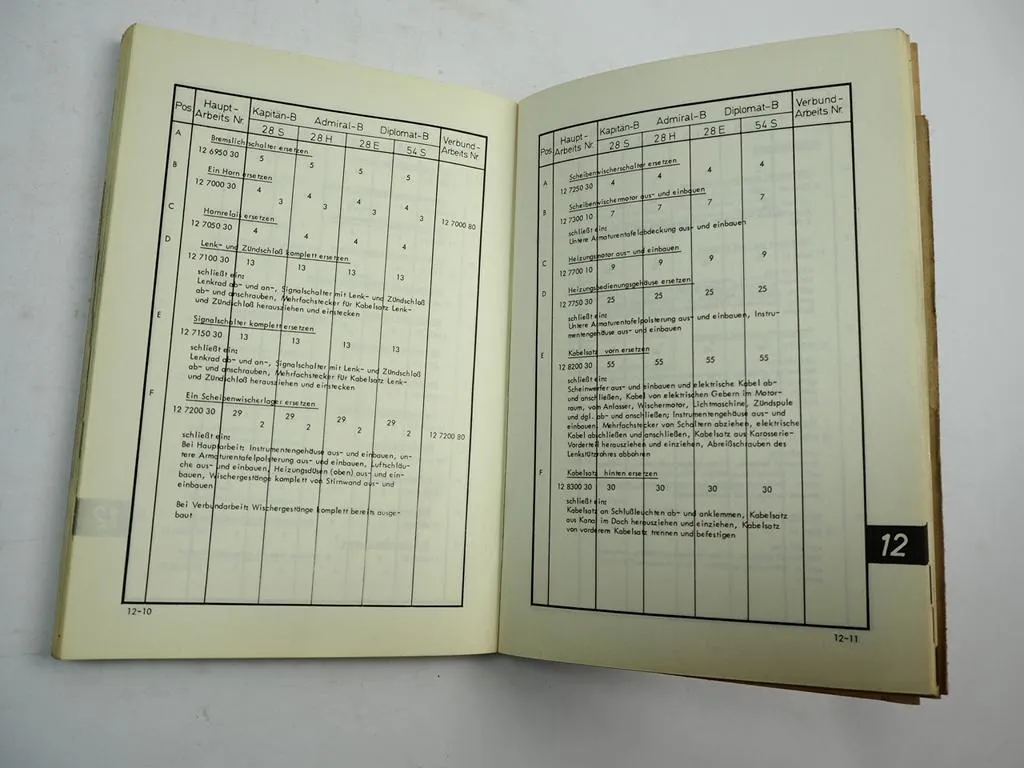 Pos Haupt- Arbeits Nr. Kapitän-B Admiral-B Diplomat-B Verbund- Arbeits Nr
28 S 28 H 28 E 54 S
A Bremslichtschalter ersetzen
12 6950 30 5 5 5 5
B Ein Horn ersetzen
12 7000 30 4 4 4 4
3 3 3 3 12 7000 80
C Hornrelais ersetzen
12 7050 30 4 4 4 4
D Lenk- und Zündschloß komplett ersetzen
12 7100 30 13 13 13 13
schließt ein:
Lenkrad ab- und an-, Signalschalter mit Lenk- und Zündschloß
ab- und anschrauben, Mehrfachstecker für Kabelsatz Lenk-
und Zündschloß herausziehen und einstecken
E Signalschalter komplett ersetzen
12 7150 30 13 13 13 13
schließt ein:
Lenkrad ab- und an-, Signalschalter mit Lenk- und Zündschloß
ab- und anschrauben, Mehrfachstecker für Kabelsatz Lenk-
und Zündschloß herausziehen und einstecken
F Ein Scheibenwischerlager ersetzen
12 7200 30 29 29 29 29
2 2 2 2 12 7200 80
schließt ein:
Bei Hauptarbeit: Instrumentengehäuse aus- und einbauen, un-
tere Armaturentafelpolsterung aus- und einbauen, Luftschläu-
che aus- und einbauen, Heizungsdüsen (oben) aus- und ein-
bauen, Wischergestänge komplett von Stirnwand aus- und
einbauen
Bei Verbundarbeit: Wischergestänge komplett bereits ausge-
baut
12-10
Pos Haupt- Arbeits Nr. Kapitän-B Admiral-B Diplomat-B Verbund- Arbeits Nr
28 S 28 H 28 E 54 S
A Scheibenwischerschalter ersetzen
12 7250 30 4 4 4 4
B Scheibenwischermotor aus- und einbauen
12 7300 10 7 7 7 7
schließt ein:
Untere Armaturentafelabdeckung aus- und einbauen
C Heizungsmotor aus- und einbauen
12 7700 10 9 9 9 9
D Heizungsbedienungsgehäuse ersetzen
12 7750 30 25 25 25 25
schließt ein:
Untere Armaturentafelpolsterung aus- und einbauen, Instru-
mentengehäuse aus- und einbauen
E Kabelsatz vorn ersetzen
12 8200 30 55 55 55 55
schließt ein:
Scheinwerfer aus- und einbauen und elektrische Kabel ab-
und anschließen, Kabel von elektrischen Gebern im Motor-
raum, von Anlasser, Wischermotor, Lichtmaschine, Zündspule
und dgl. ab- und anschließen; Instrumentengehäuse aus- und
einbauen, Mehrfachstecker von Schaltern abziehen, elektrische
Kabel abschließen und anschließen, Kabelsatz aus Karosserie-
Vorderteil herausziehen und einziehen, Abreißschrauben des
Lenkstützrohres abbohren
F Kabelsatz hinten ersetzen
12 8300 30 30 30 30 30
schließt ein:
Kabelsatz an Schlußleuchten ab- und anklemmen, Kabelsatz
aus Kanal im Dach herausziehen und einziehen, Kabelsatz
von vorderem Kabelsatz trennen und befestigen
12
12-11